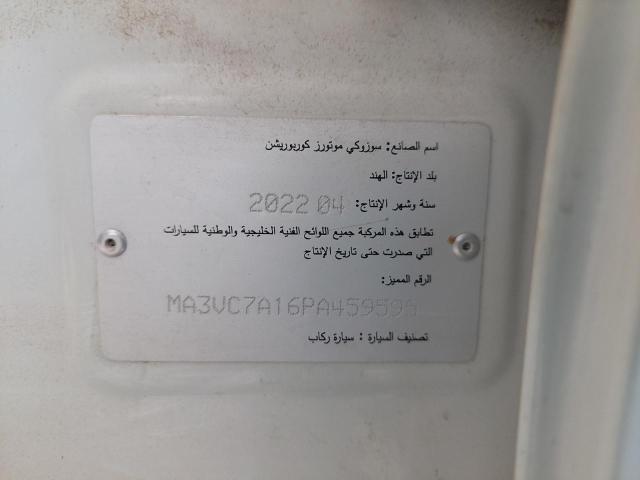 اسم الصانع: سوزوكي موتورز كوربوريشن
بلد الإنتاج: الهند
سنة وشهر الإنتاج: 2022 04
تطابق هذه المركبة جميع اللوائح الفنية الخليجية والوطنية للسيارات
التي صدرت حتى تاريخ الإنتاج
الرقم المميز:
MA3VC7A16PA459595
تصنيف السيارة : سيارة ركاب